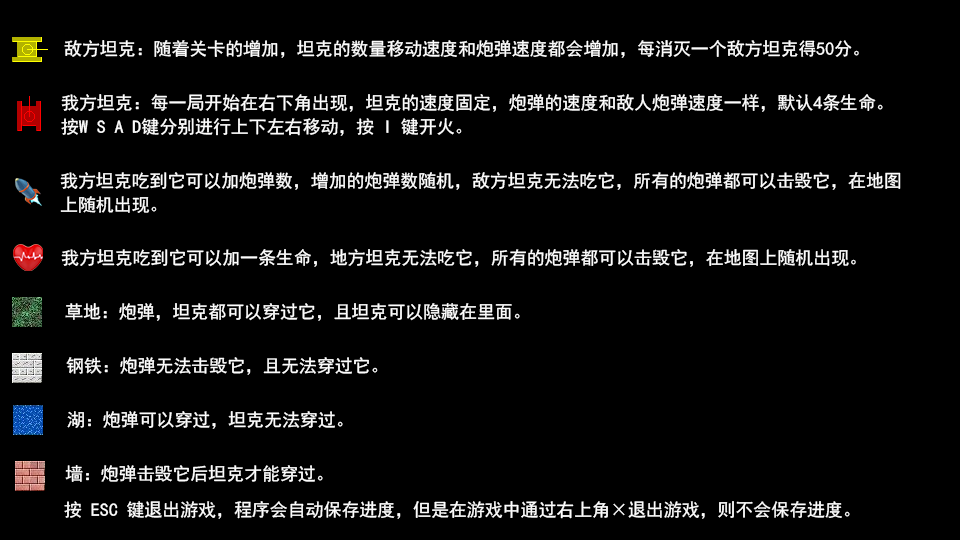 敌方坦克：随着关卡的增加，坦克的数量移动速度和炮弹速度都会增加，每消灭一个敌方坦克得50分。
我方坦克：每一局开始在右下角出现，坦克的速度固定，炮弹的速度和敌人炮弹速度一样，默认4条生命。
按W S A D键分别进行上下左右移动，按 I 键开火。
我方坦克吃到它可以加炮弹数，增加的炮弹数随机，敌方坦克无法吃它，所有的炮弹都可以击毁它，在地图
上随机出现。
我方坦克吃到它可以加一条生命，地方坦克无法吃它，所有的炮弹都可以击毁它，在地图上随机出现。
草地：炮弹，坦克都可以穿过它，且坦克可以隐藏在里面。
钢铁：炮弹无法击毁它，且无法穿过它。
湖：炮弹可以穿过，坦克无法穿过。
墙：炮弹击毁它后坦克才能穿过。
按 ESC 键退出游戏，程序会自动保存进度，但是在游戏中通过右上角×退出游戏，则不会保存进度。